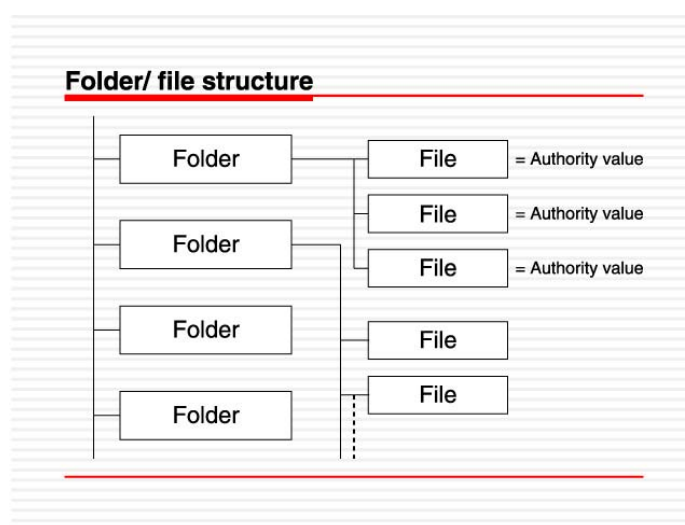 Folder/ file structure
Folder
File
= Authority value
File
= Authority value
Folder
File
= Authority value
Folder
File
File
Folder